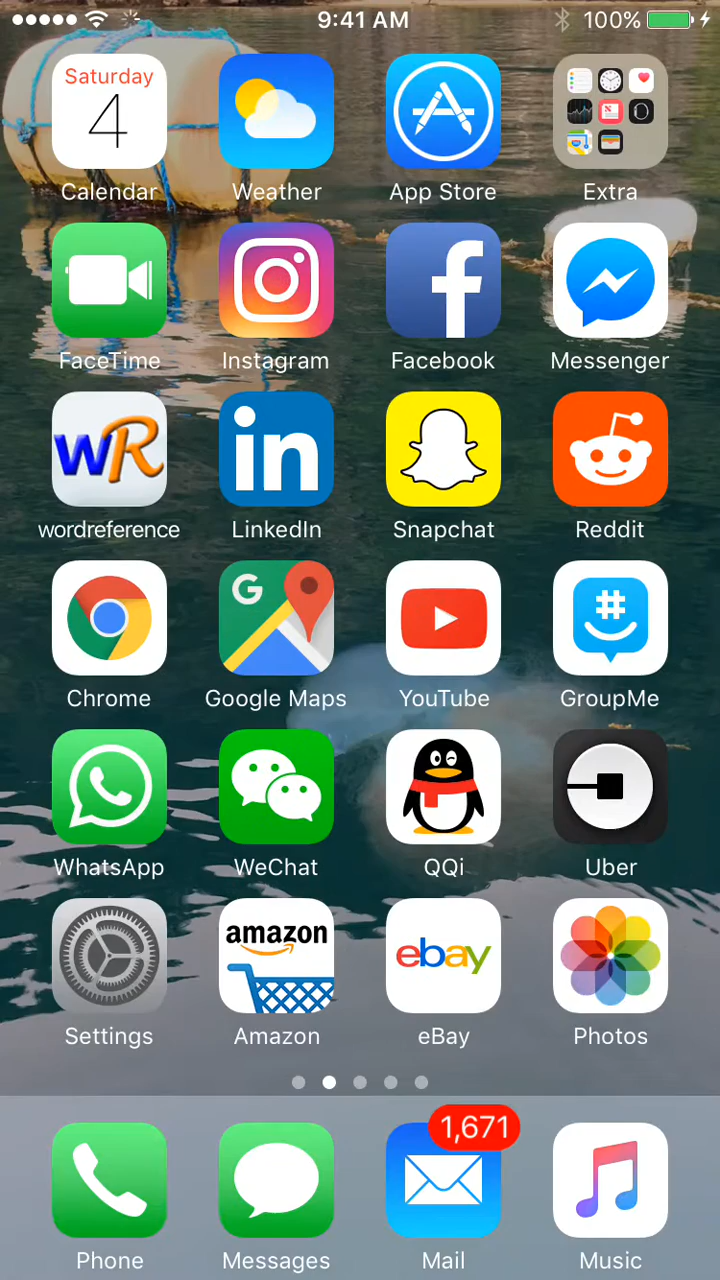 9:41 AM 100%
Saturday
4
Calendar Weather App Store Extra
FaceTime Instagram Facebook Messenger
WR in
wordreference LinkedIn Snapchat Reddit
G #
Chrome Google Maps YouTube GroupMe
WhatsApp WeChat QQi Uber
amazon ebay
Settings Amazon eBay Photos
1,671
Phone Messages Mail Music